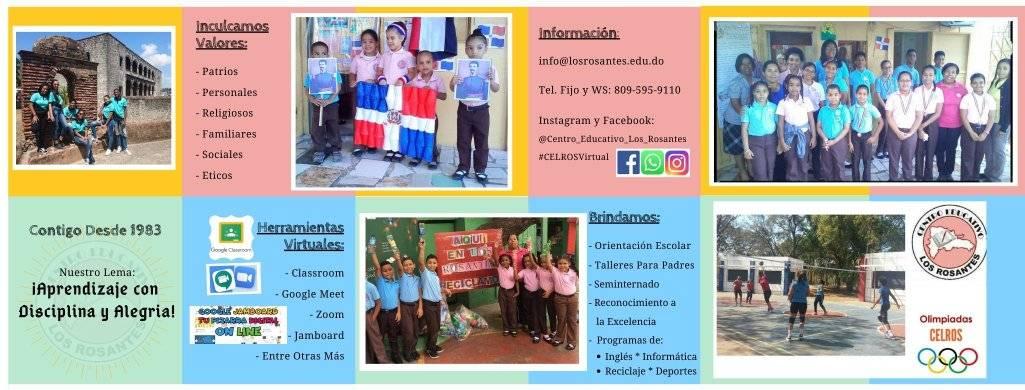 Inculcamos
Valores:
- Patrios
- Personales
- Religiosos
- Familiares
- Sociales
- Eticos
Información:
info@losrosantes.edu.do
Tel. Fijo y WS: 809-595-9110
Instagram y Facebook:
@Centro_Educativo_Los_Rosantes
#CELROSVirtual
Contigo Desde 1983
Nuestro Lema:
¡Aprendizaje con
Disciplina y Alegria!
LOS ROSANTES
Google Classroom
Herramientas
Virtuales:
- Classroom
- Google Meet
- Zoom
- Jamboard
- Entre Otras Más
GOOGLE JAMBOARD
TU PIZARRA DIGITAL
ON LINE
AQUI
EN LOS
ROSANTES
Brindamos:
- Orientación Escolar
- Talleres Para Padres
- Seminternado
- Reconocimiento a
la Excelencia
- Programas de:
• Inglés * Informática
• Reciclaje * Deportes
CENTRO EDUCATIVO
LOS ROSANTES
Olimpiadas
CELROS